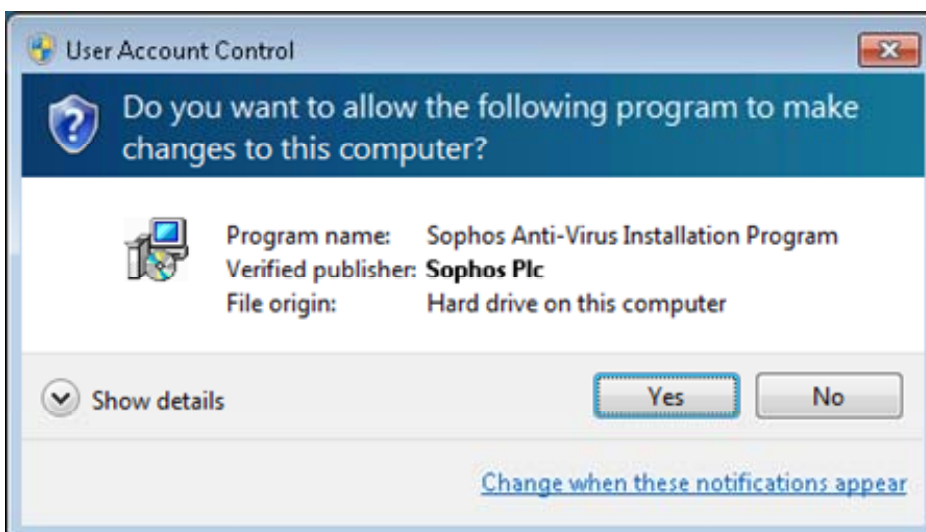 User Account Control
Do you want to allow the following program to make
changes to this computer?
Program name: Sophos Anti-Virus Installation Program
Verified publisher: Sophos Plc
File origin: Hard drive on this computer
Show details Yes No
Change when these notifications appear